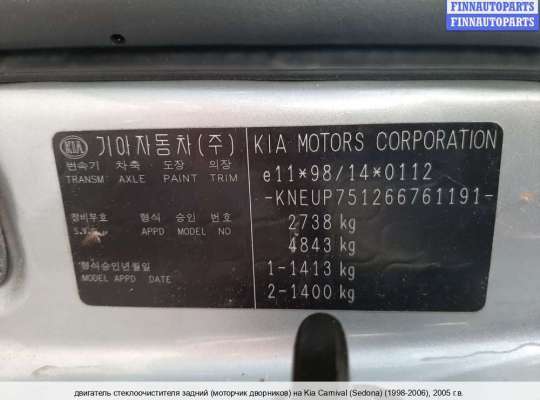 FINNAUTOPARTS
FINNAUTOPARTS
KIA 기아자동차(주)
변속기 차축 도장 의장
TRANSM AXLE PAINT TRIM
정비부호 형식 승인 번호
APPD MODEL NO
형식승인년월일
MODEL APPD DATE
KIA MOTORS CORPORATION
e11*98/14*0112
-KNEUP751266761191-
2738 kg
4843 kg
1-1413 kg
2-1400 kg
двигатель стеклоочистителя задний (моторчик дворников) на Kia Carnival (Sedona) (1998-2006), 2005 г.в.